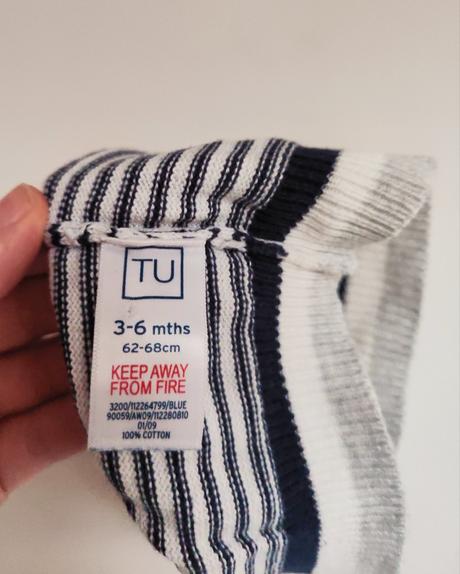 TU
3-6 mths
62-68cm
KEEP AWAY
FROM FIRE
3200/112264799/BLUE
90059/AW09/112280810
01/09
100% COTTON